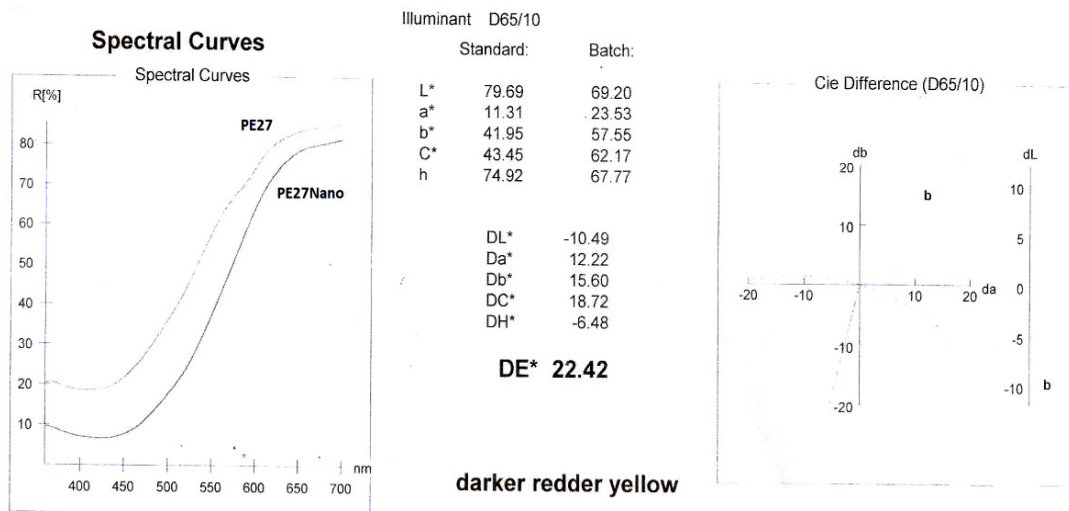 Spectral Curves
Spectral Curves
R[%]
80
70
60
50
40
30
20
10
PE27
PE27Nano
400 450 500 550 600 650 700 nm
Illuminant D65/10
Standard: Batch:
L* 79.69 69.20
a* 11.31 23.53
b* 41.95 57.55
C* 43.45 62.17
h 74.92 67.77
DL* -10.49
Da* 12.22
Db* 15.60
DC* 18.72
DH* -6.48
DE* 22.42
darker redder yellow
Cie Difference (D65/10)
db
20
10
-20 -10 10 20 da
-10
-20
b
dL
10
5
0
-5
-10
b